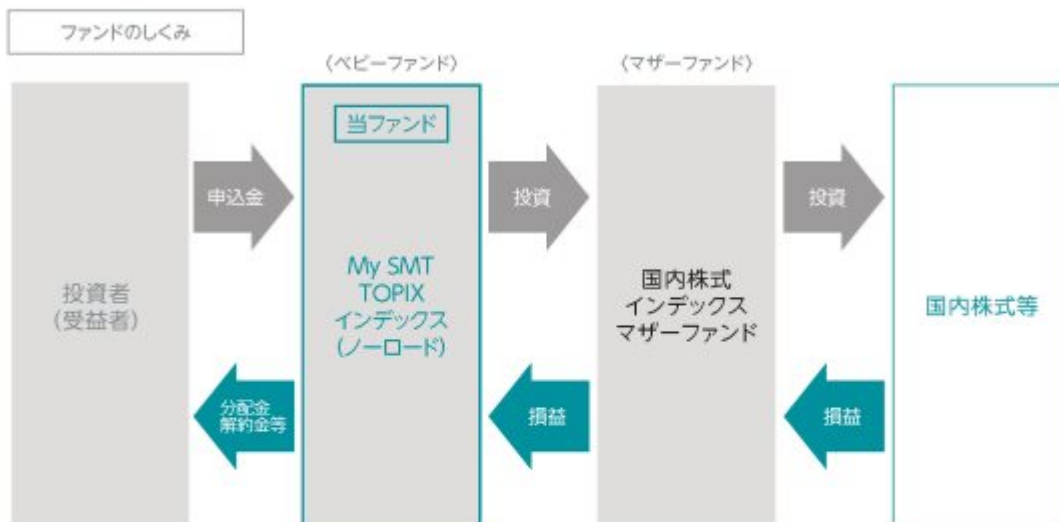 ファンドのしくみ
〈ベビーファンド〉
〈マザーファンド〉
当ファンド
申込金
投資
投資
投資者
(受益者)
My SMT
TOPIX
インデックス
(ノーロード)
国内株式
インデックス
マザーファンド
国内株式等
分配金
解約金等
損益
損益